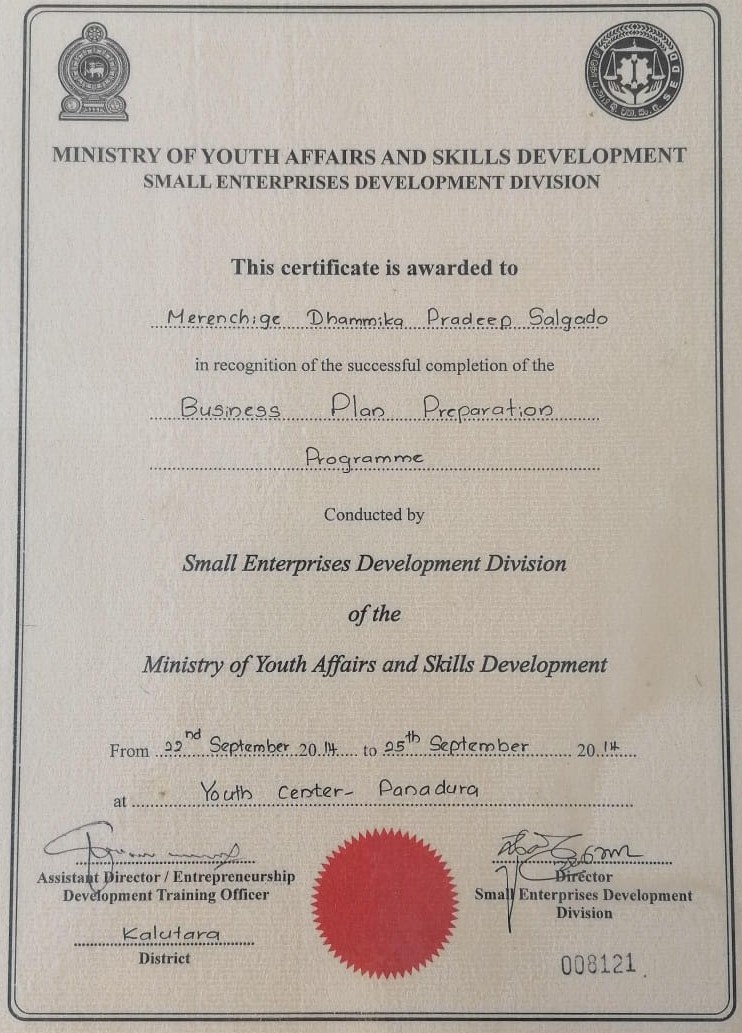 MINISTRY OF YOUTH AFFAIRS AND SKILLS DEVELOPMENT
SMALL ENTERPRISES DEVELOPMENT DIVISION
This certificate is awarded to
Merenchige Dhammika Pradeep Salgado
in recognition of the successful completion of the
Business Plan Preparation
Programme
Conducted by
Small Enterprises Development Division
of the
Ministry of Youth Affairs and Skills Development
From 22nd September 2014 to 25th September 2014
at Youth Center- Panadura
Assistant Director / Entrepreneurship
Development Training Officer
Kalutara
District
Director
Small Enterprises Development
Division
008121